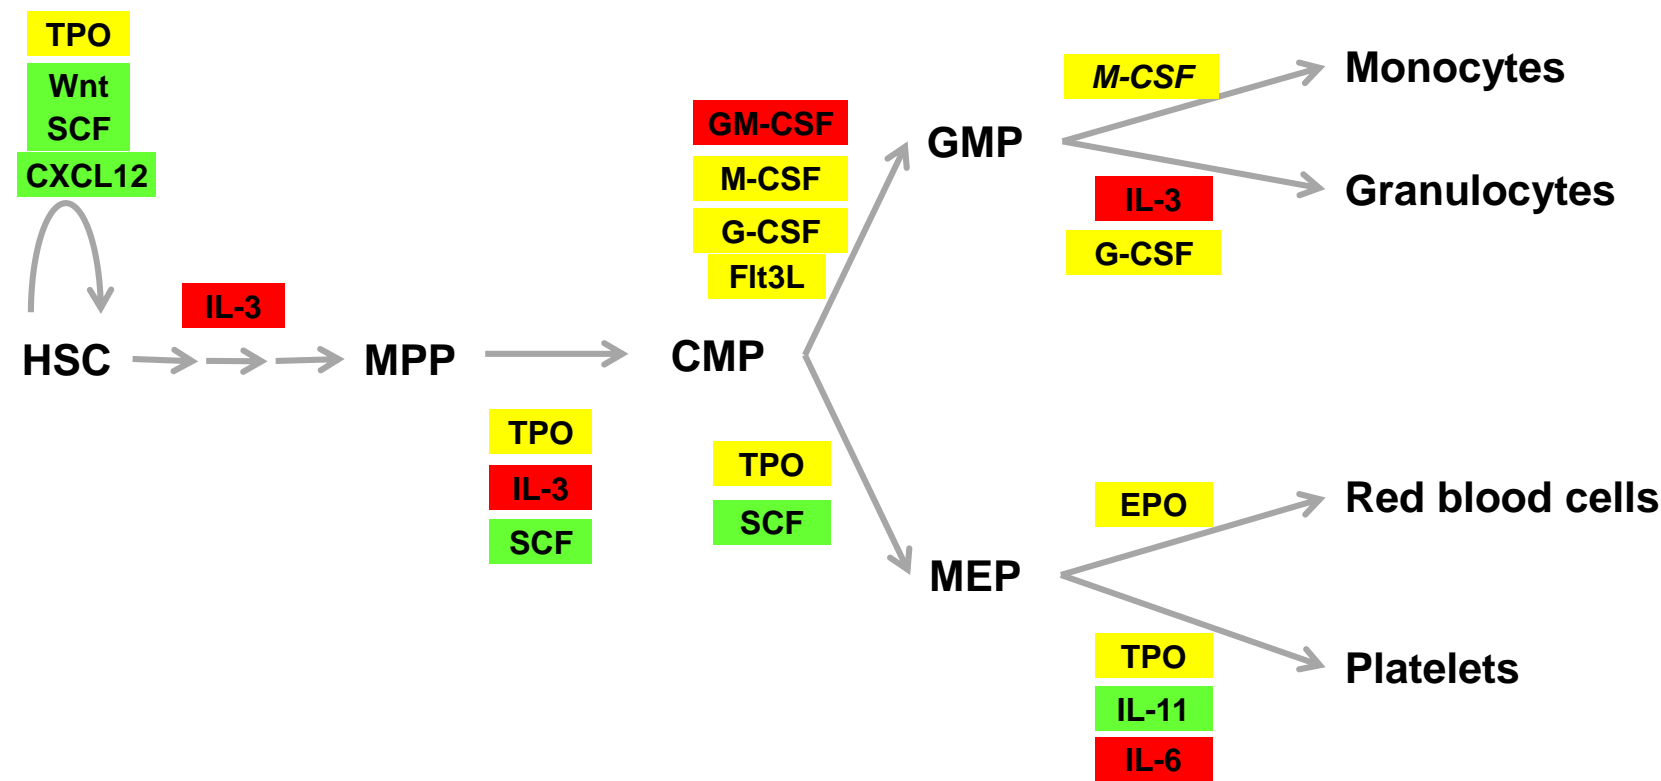 TPO
Wnt
SCF
CXCL12
IL-3
HSC
MPP
TPO
IL-3
SCF
GM-CSF
M-CSF
G-CSF
Flt3L
CMP
TPO
SCF
GMP
M-CSF
IL-3
G-CSF
Monocytes
Granulocytes
MEP
EPO
TPO
IL-11
IL-6
Red blood cells
Platelets